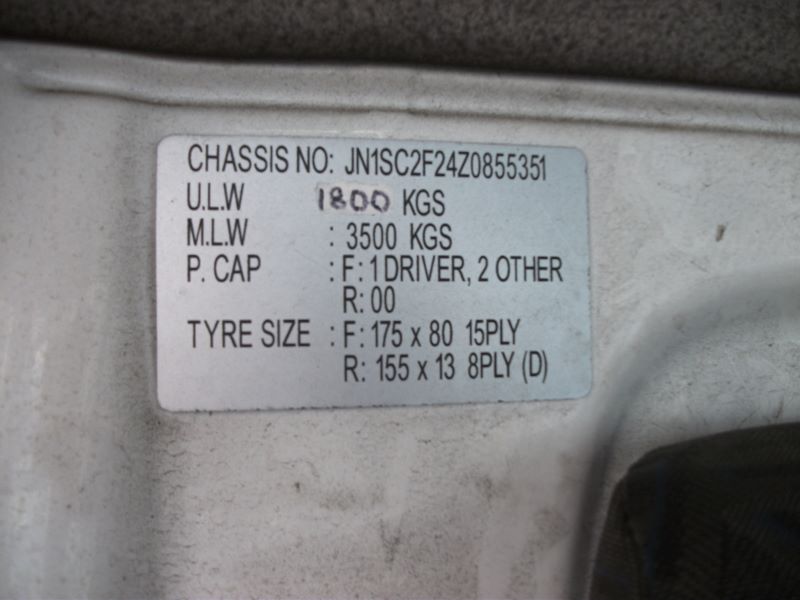 CHASSIS NO: JN1SC2F24Z0855351
U.L.W 1800 KGS
M.L.W : 3500 KGS
P. CAP : F: 1 DRIVER, 2 OTHER
R: 00
TYRE SIZE : F: 175 x 80 15PLY
R: 155 x 13 8PLY (D)